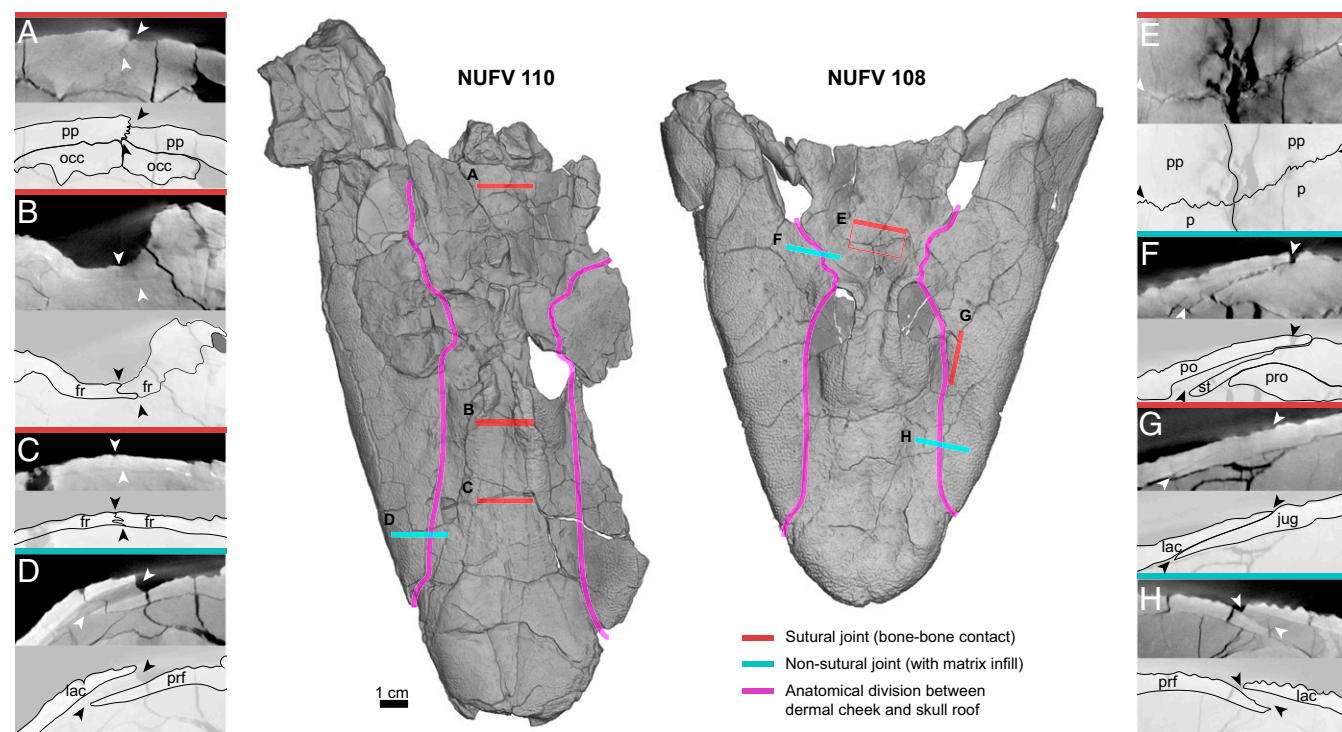 A
pp
pp
occ
occ
B
fr
fr
C
fr
fr
D
lac
prf
NUFV 110
NUFV 108
A
B
C
D
E
F
G
H
1 cm
Sutural joint (bone-bone contact)
Non-sutural joint (with matrix infill)
Anatomical division between
dermal cheek and skull roof
E
pp
pp
p
p
F
po
st
pro
G
jug
lac
H
prf
lac